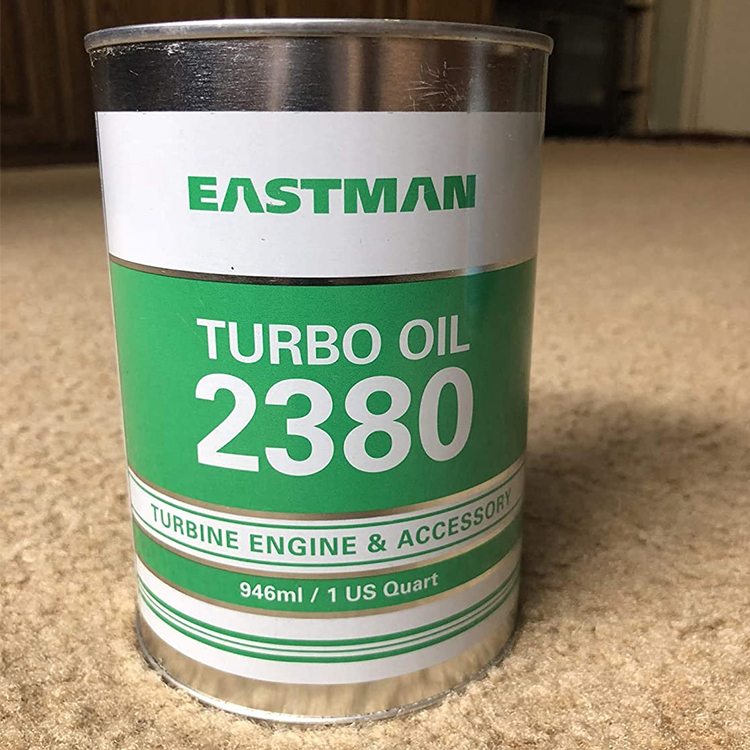 EASTMAN
TURBO OIL
2380
TURBINE ENGINE & ACCESSORY
946ml / 1 US Quart